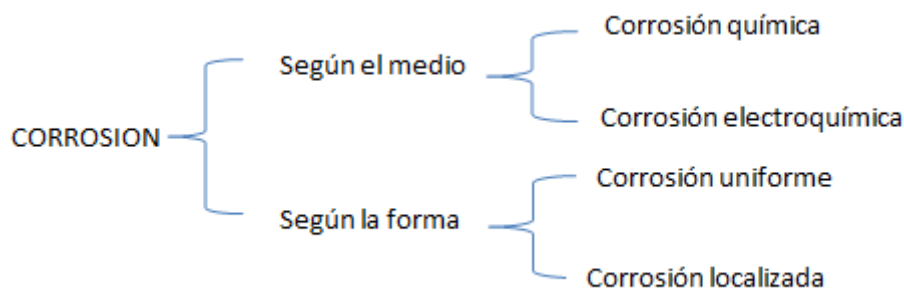 CORROSION
Según el medio
Corrosión química
Corrosión electroquímica
Según la forma
Corrosión uniforme
Corrosión localizada